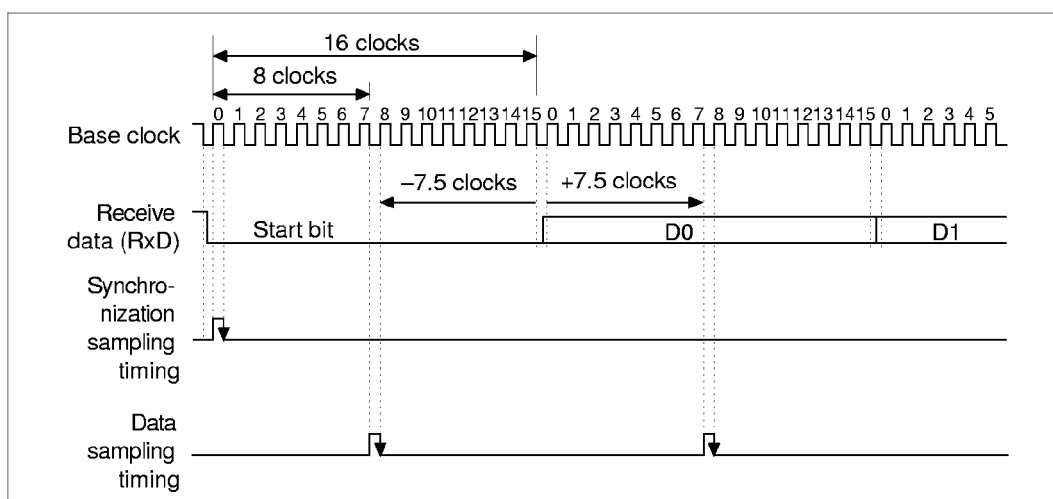 16 clocks
8 clocks
0 1 2 3 4 5 6 7 8 9 10 11 12 13 14 15 0 1 2 3 4 5 6 7 8 9 10 11 12 13 14 15 0 1 2 3 4 5
Base clock
–7.5 clocks +7.5 clocks
Receive
data (RxD)
Start bit D0 D1
Synchro-
nization
sampling
timing
Data
sampling
timing